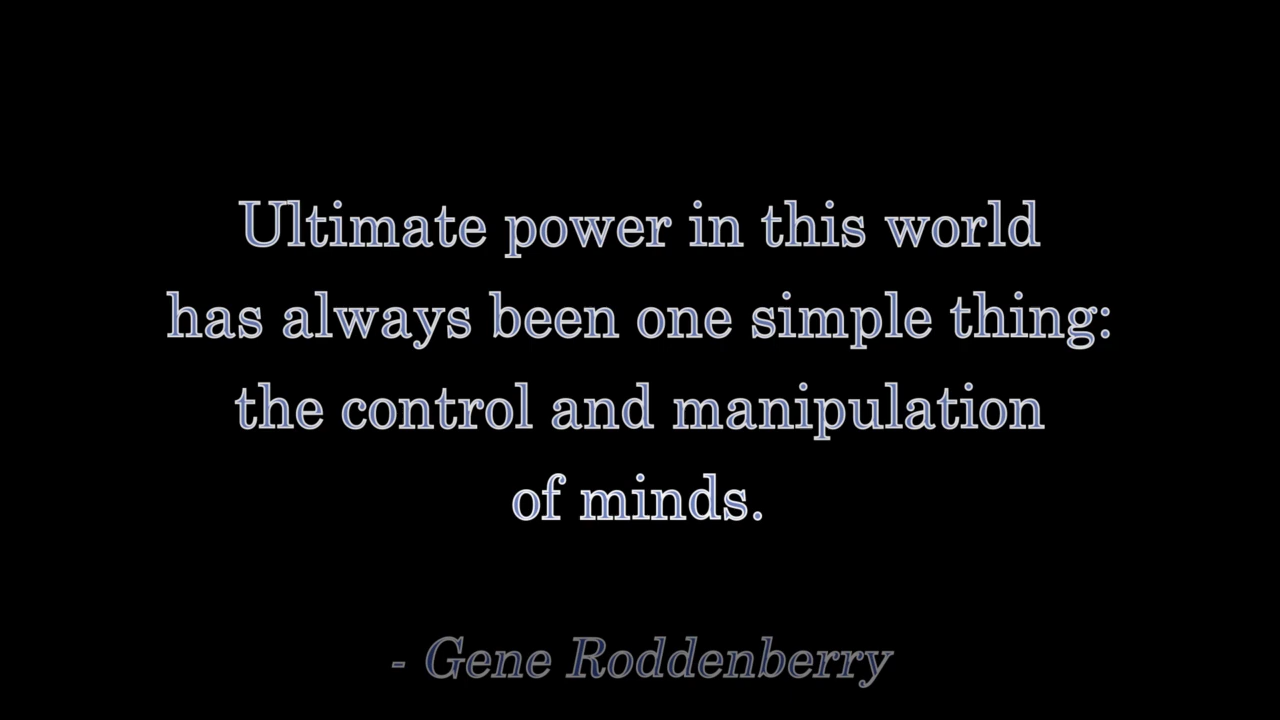 Ultimate power in this world
has always been one simple thing:
the control and manipulation
of minds.
- Gene Roddenberry